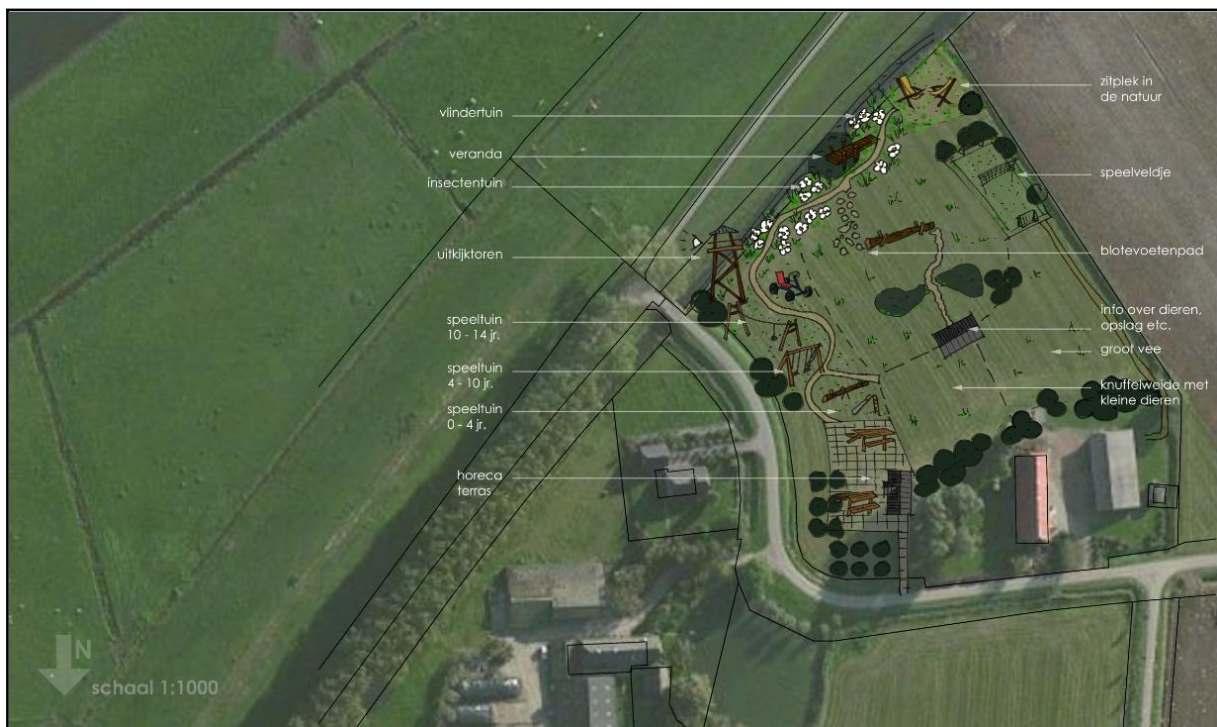 vlindertuin
veranda
insectentuin
uitkijktoren
speeltuin
10 - 14 jr.
speeltuin
4 - 10 jr.
speeltuin
0 - 4 jr.
horeca
terras
zitplek in
de natuur
speelveldje
blotevoetenpad
info over dieren,
opslag etc.
groot vee
knuffelweide met
kleine dieren
N
schaal 1:1000